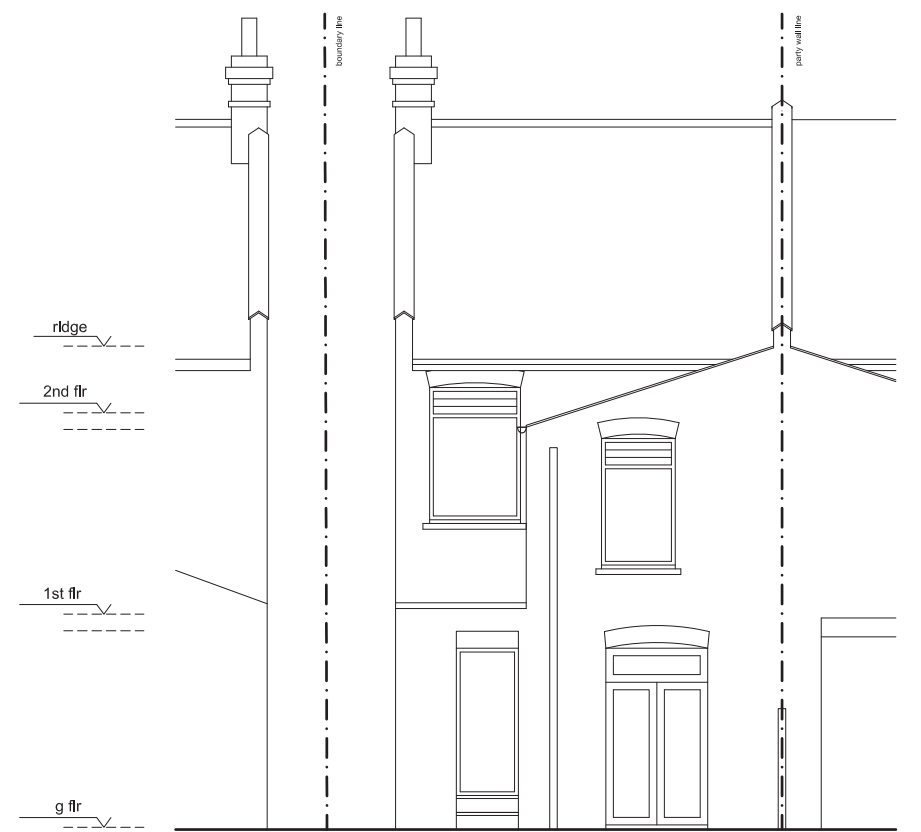 boundary line
party wall line
ridge
2nd flr
1st flr
g flr